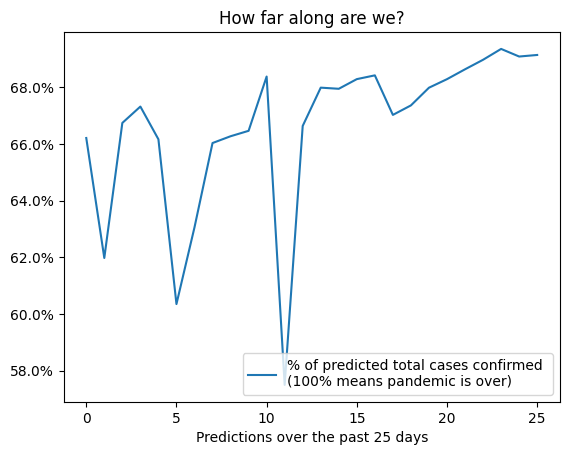 How far along are we?
68.0%
66.0%
64.0%
62.0%
60.0%
58.0%
% of predicted total cases confirmed
(100% means pandemic is over)
0 5 10 15 20 25
Predictions over the past 25 days